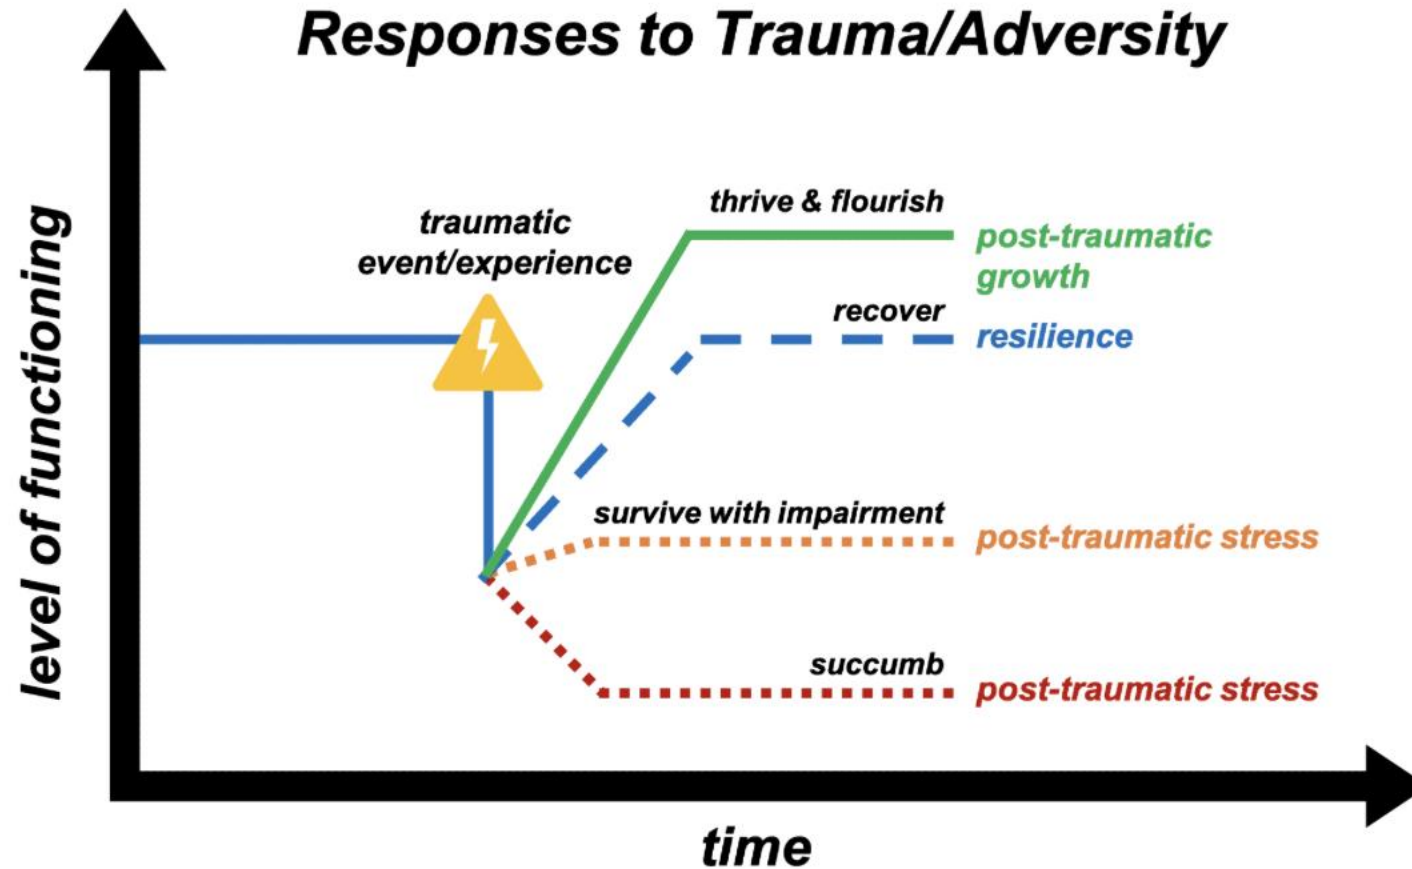 Responses to Trauma/Adversity
level of functioning
traumatic
event/experience
thrive & flourish
post-traumatic
growth
recover
resilience
survive with impairment
post-traumatic stress
succumb
post-traumatic stress
time